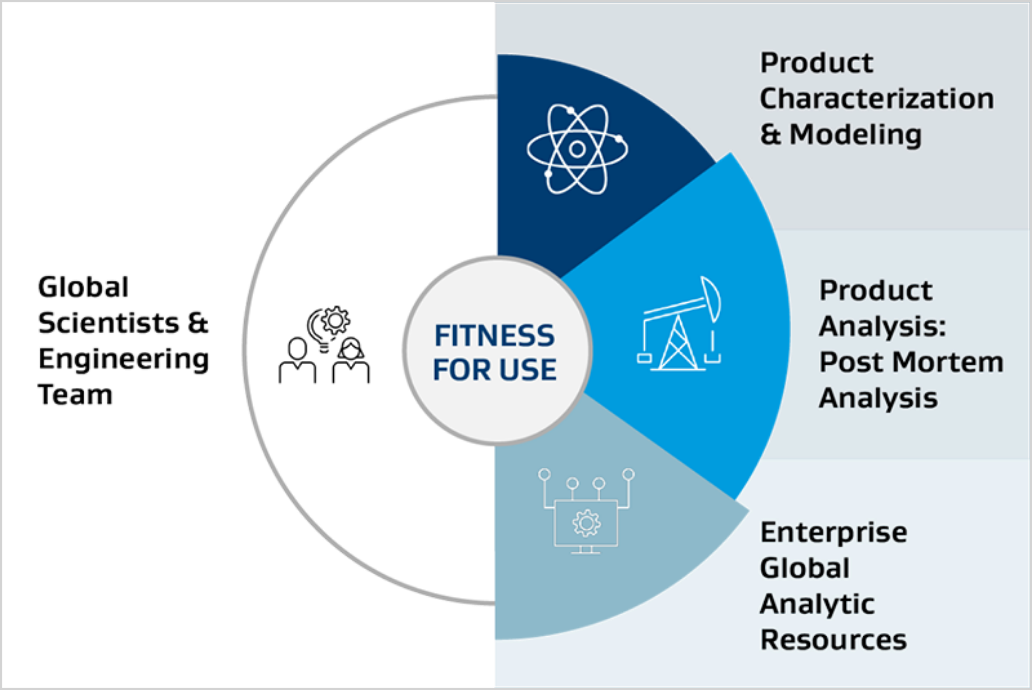 Global
Scientists &
Engineering
Team
FITNESS
FOR USE
Product
Characterization
& Modeling
Product
Analysis:
Post Mortem
Analysis
Enterprise
Global
Analytic
Resources